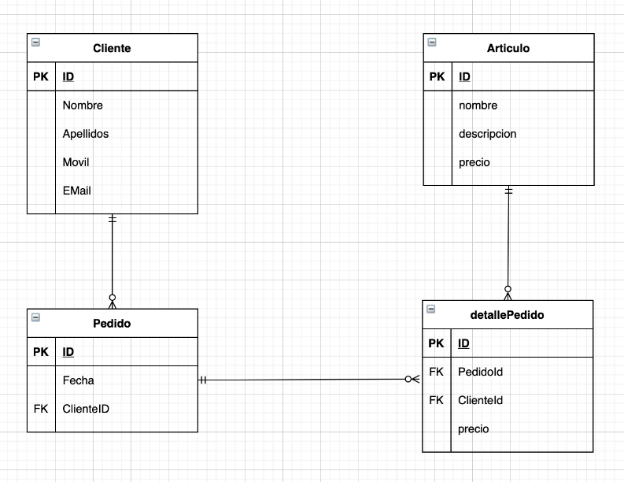 Cliente
PK ID
Nombre
Apellidos
Movil
EMail
Articulo
PK ID
nombre
descripcion
precio
Pedido
PK ID
Fecha
FK ClienteID
detallePedido
PK ID
FK PedidoId
FK ClienteId
precio